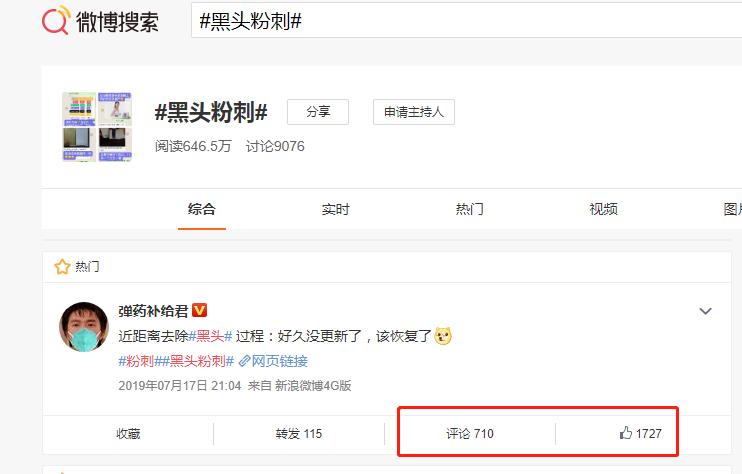 微博搜索 #黑头粉刺#
#黑头粉刺# 分享 申请主持人
阅读646.5万 讨论9076
综合 实时 热门 视频 图
热门
弹药补给君
近距离去除#黑头# 过程：好久没更新了，该恢复了
#粉刺##黑头粉刺# 网页链接
2019年07月17日 21:04 来自 新浪微博4G版
收藏 转发 115 评论 710 1727